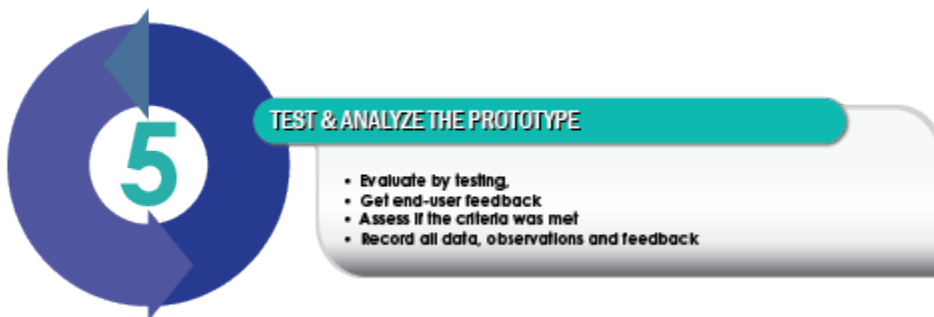 5
TEST & ANALYZE THE PROTOTYPE
• Evaluate by testing,
• Get end-user feedback
• Assess if the criteria was met
• Record all data, observations and feedback